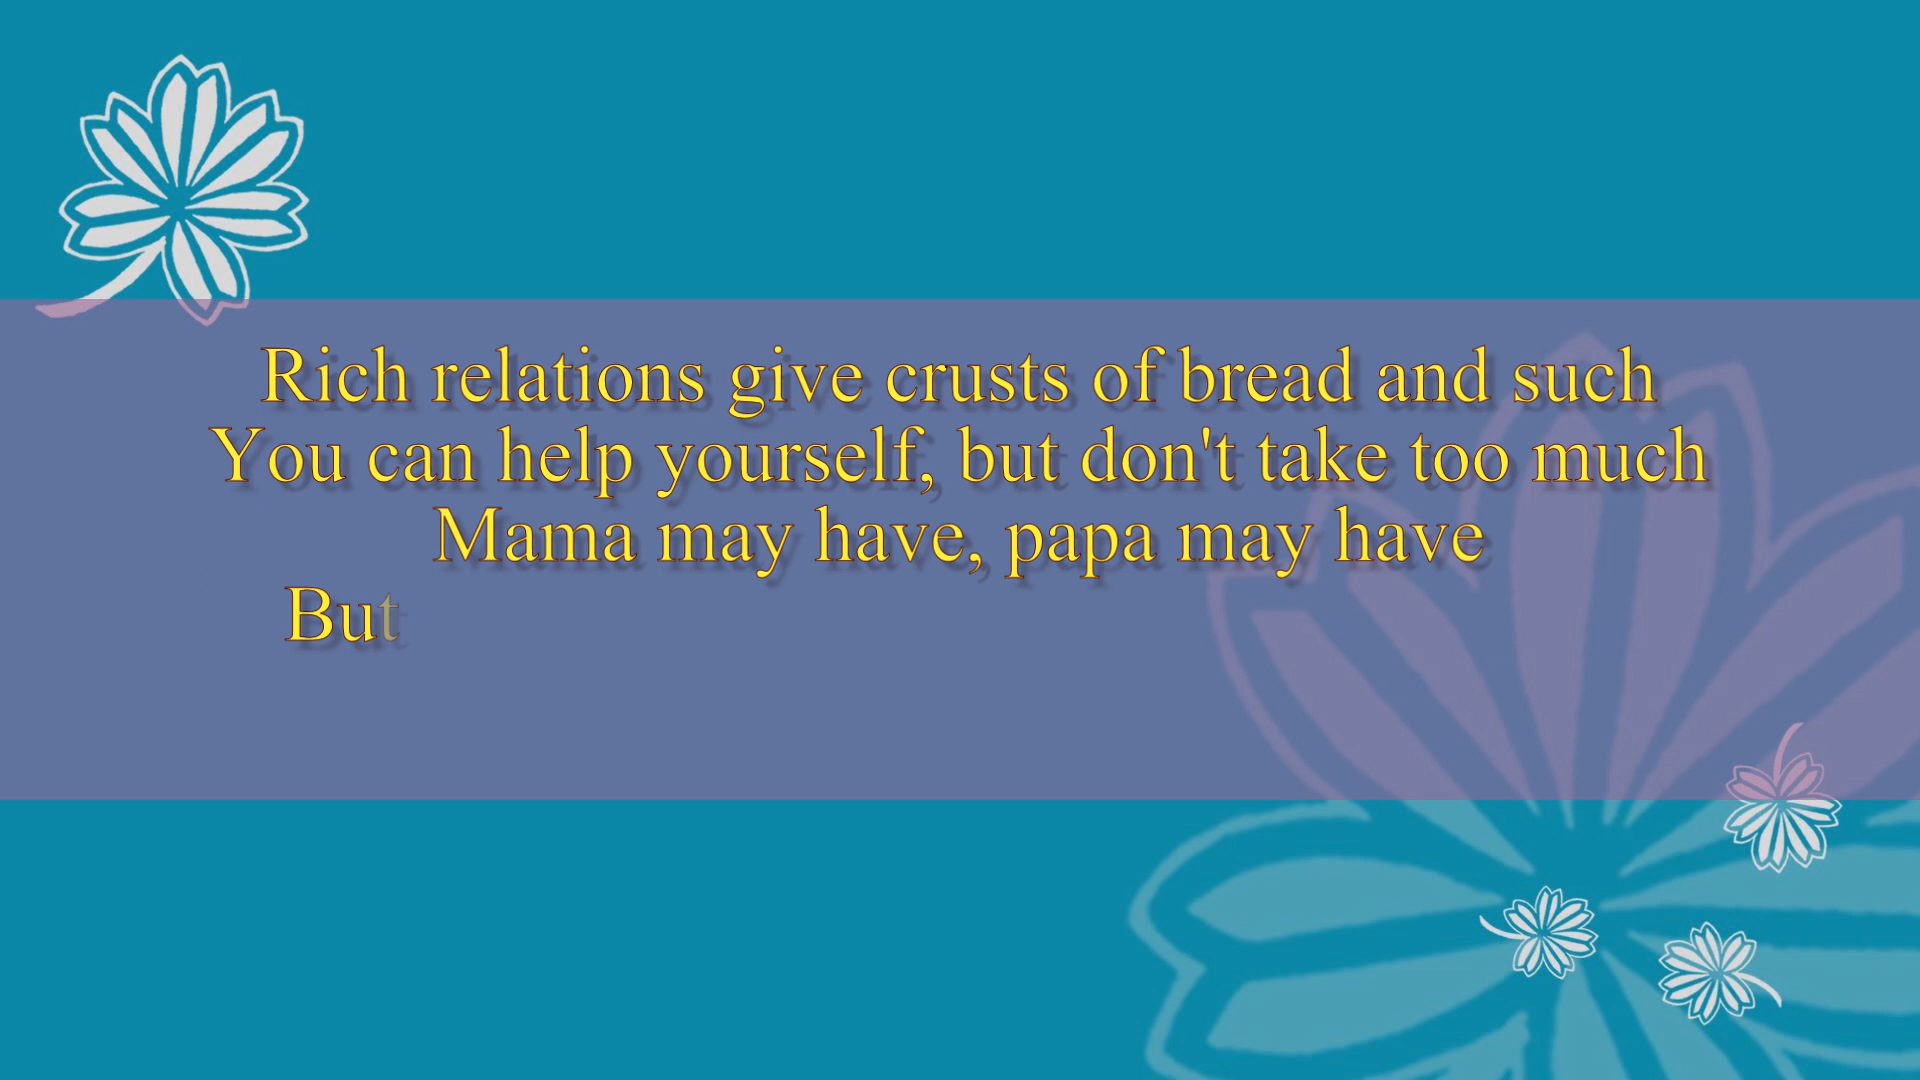 Rich relations give crusts of bread and such
You can help yourself, but don't take too much
Mama may have, papa may have
But